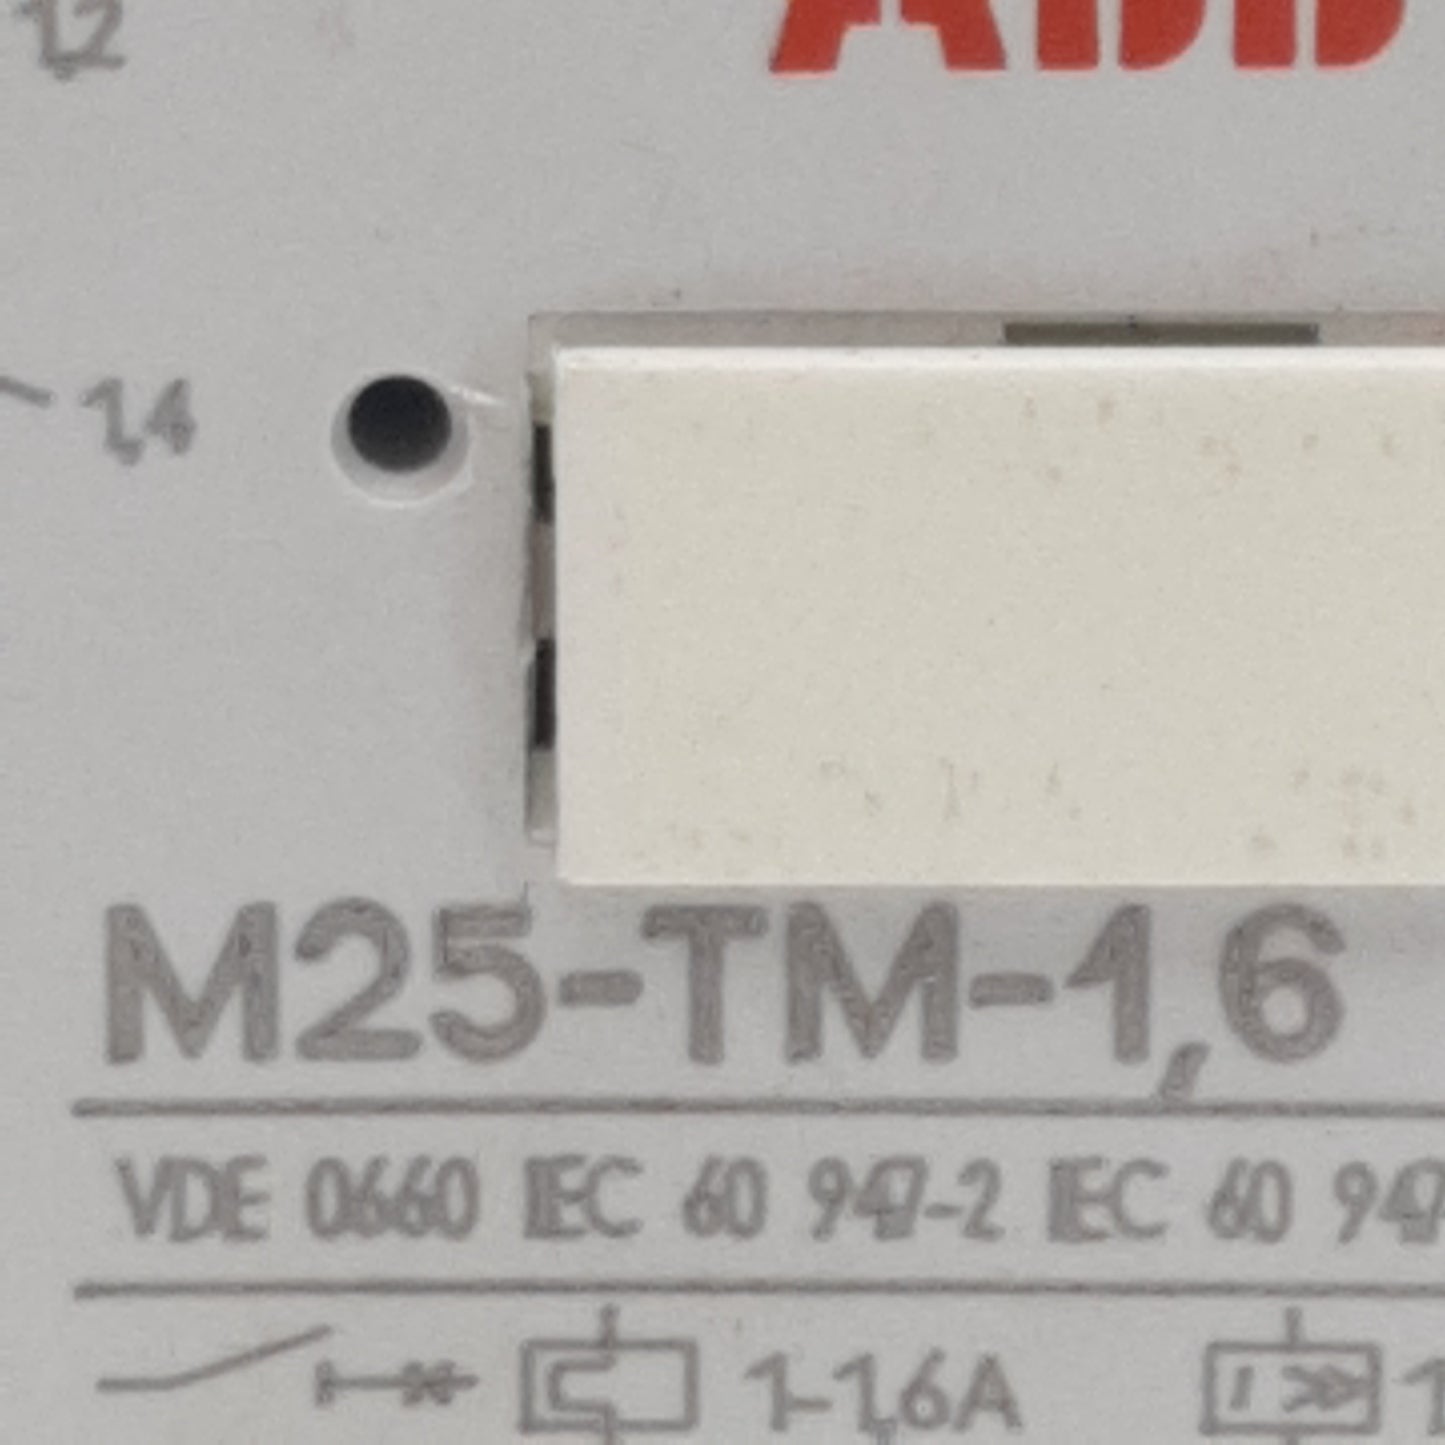 1,2
ABB
1,4
M25-TM-1,6
VDE 0660 IEC 60 947-2 IEC 60 947
1-1,6A
I >>